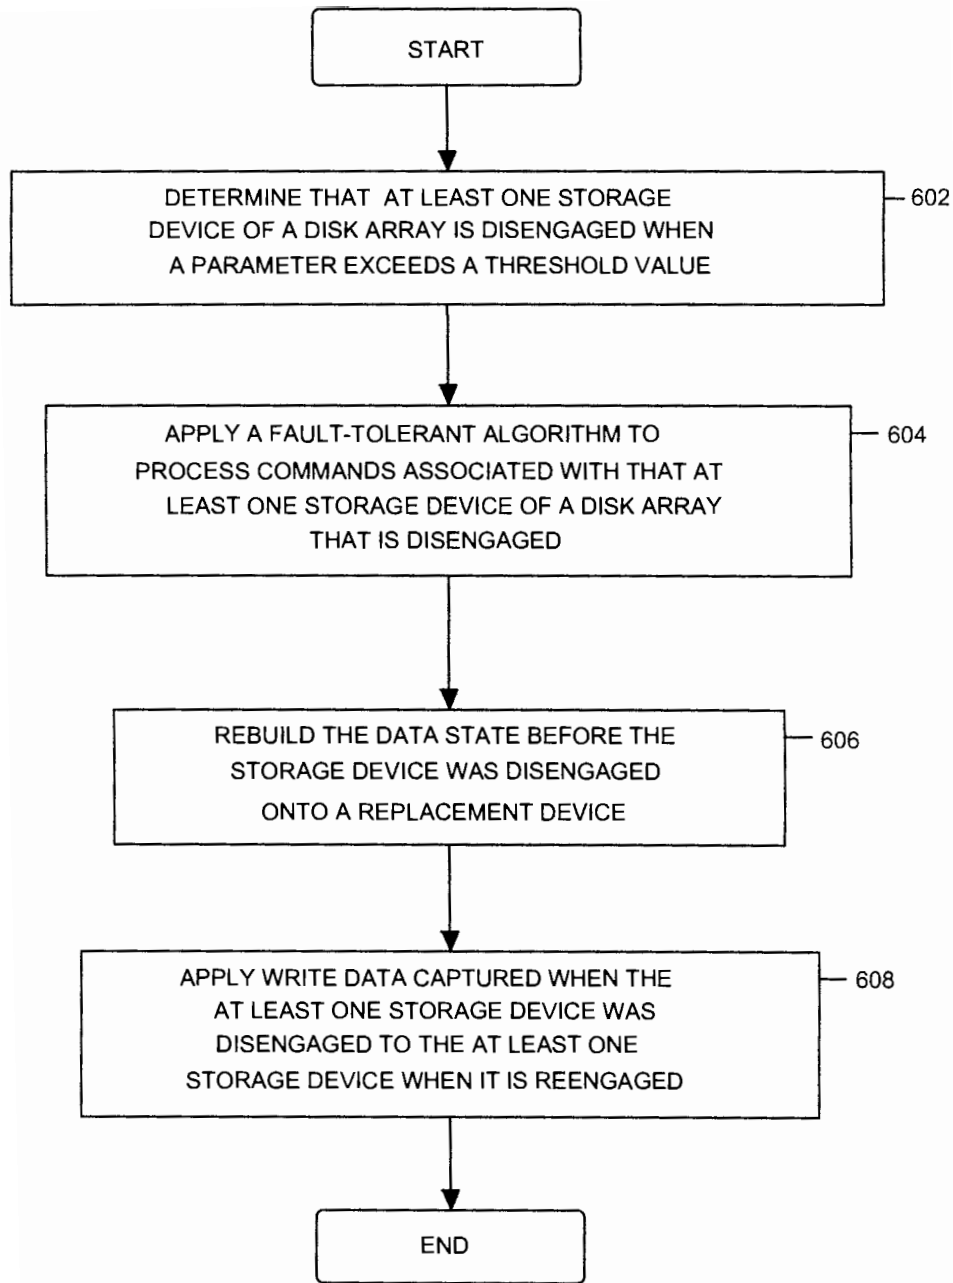 START
DETERMINE THAT AT LEAST ONE STORAGE
602
DEVICE OF A DISK ARRAY IS DISENGAGED WHEN
A PARAMETER EXCEEDS A THRESHOLD VALUE
APPLY A FAULT-TOLERANT ALGORITHM TO
604
PROCESS COMMANDS ASSOCIATED WITH THAT AT
LEAST ONE STORAGE DEVICE OF A DISK ARRAY
THAT IS DISENGAGED
REBUILD THE DATA STATE BEFORE THE
606
STORAGE DEVICE WAS DISENGAGED
ONTO A REPLACEMENT DEVICE
APPLY WRITE DATA CAPTURED WHEN THE
608
AT LEAST ONE STORAGE DEVICE WAS
DISENGAGED TO THE AT LEAST ONE
STORAGE DEVICE WHEN IT IS REENGAGED
END